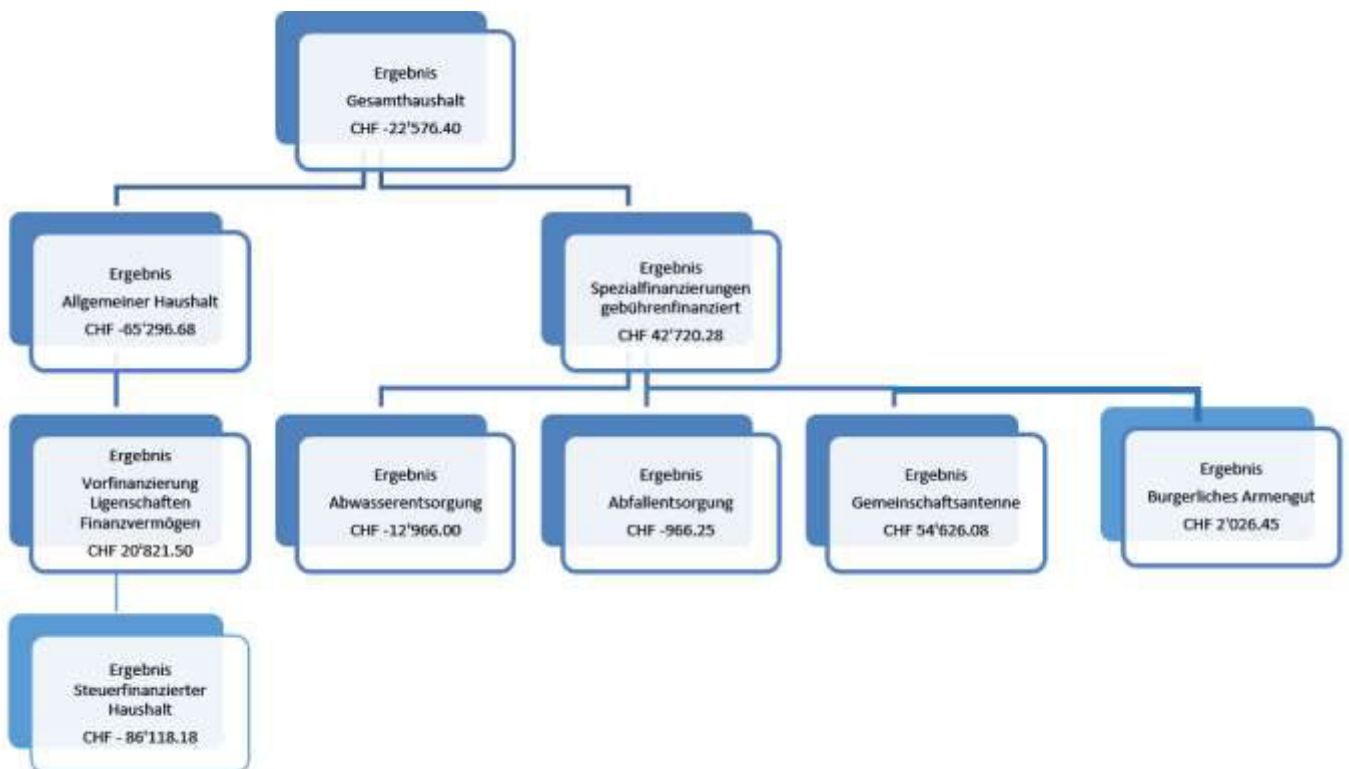 Ergebnis
Gesamthaushalt
CHF -22'576.40
Ergebnis
Allgemeiner Haushalt
CHF -65'296.68
Ergebnis
Spezialfinanzierungen
gebührenfinanziert
CHF 42'720.28
Ergebnis
Vorfinanzierung
Ligenschaften
Finanzvermögen
CHF 20'821.50
Ergebnis
Abwasserentsorgung
CHF -12'966.00
Ergebnis
Abfallentsorgung
CHF -966.25
Ergebnis
Gemeinschaftsantenne
CHF 54'626.08
Ergebnis
Burgerliches Armengut
CHF 2'026.45
Ergebnis
Steuerfinanzierter
Haushalt
CHF - 86'118.18